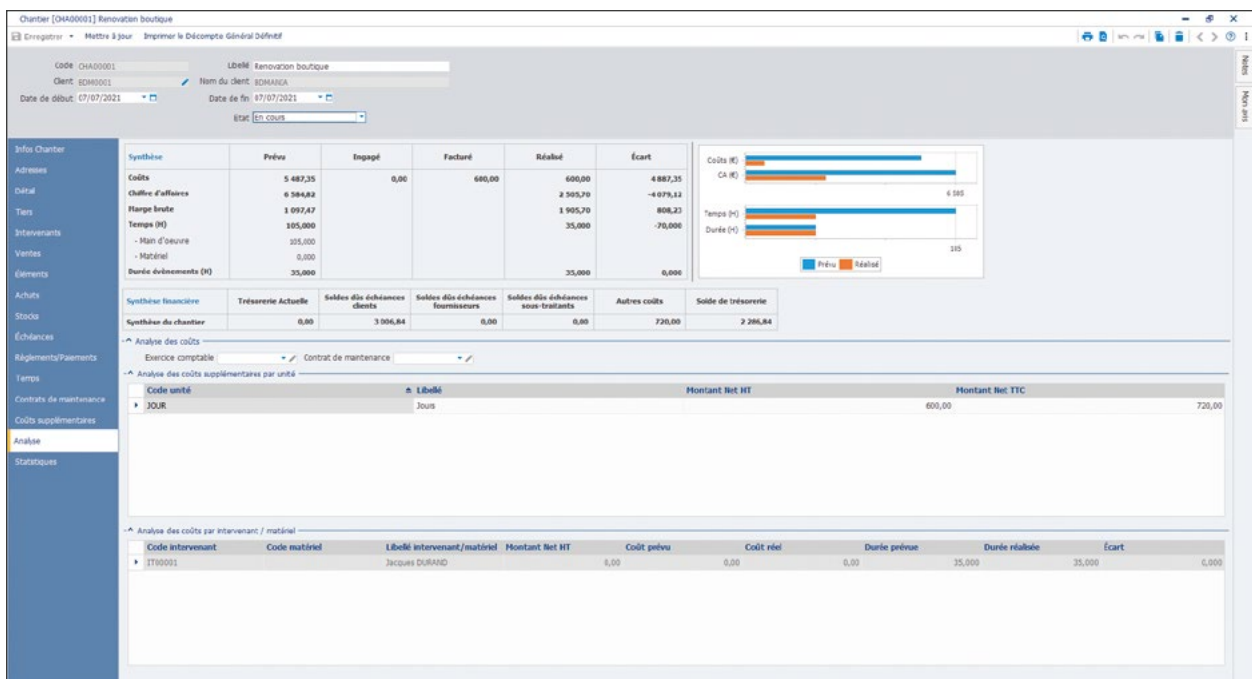 Chantier [CHA00001] Renovation boutique
Enregistrer Mettre à jour Imprimer le Décompte Général Définitif
Code CHA00001 Libellé Renovation boutique
Client EDM0001 Nom du client EDMANIA
Date de début 07/07/2021 Date de fin 07/07/2021
État En cours
Notes
Infos Chantier
Adresses
Détail
Tiers
Intervenants
Ventes
Éléments
Achats
Stocks
Échéances
Règlements/Paiements
Temps
Contrats de maintenance
Coûts supplémentaires
Analyse
Statistiques
Synthèse Prévu Engagé Facturé Réalisé Écart
Coûts 5 487,35 0,00 600,00 600,00 4 887,35
Chiffre d'affaires 6 584,82 2 505,70 -4 079,12
Marge brute 1 097,47 1 905,70 808,23
Temps (H) 105,000 35,000 -70,000
- Main d'oeuvre 105,000
- Matériel 0,000
Durée évènements (H) 35,000 35,000 0,000
Coûts (€)
CA (€)
6 585
Temps (H)
Durée (H)
105
Prévu Réalisé
Synthèse financière Trésorerie Actuelle Soldes dûs échéances clients Soldes dûs échéances fournisseurs Soldes dûs échéances sous-traitants Autres coûts Solde de trésorerie
Synthèse du chantier 0,00 3 006,84 0,00 0,00 720,00 2 286,84
Analyse des coûts
Exercice comptable Contrat de maintenance
Analyse des coûts supplémentaires par unité
Code unité Libellé Montant Net HT Montant Net TTC
JOUR Jours 600,00 720,00
Analyse des coûts par intervenant / matériel
Code intervenant Code matériel Libellé intervenant/matériel Montant Net HT Coût prévu Coût réel Durée prévue Durée réalisée Écart
IT00001 Jacques DURAND 0,00 0,00 0,00 35,000 35,000 0,000